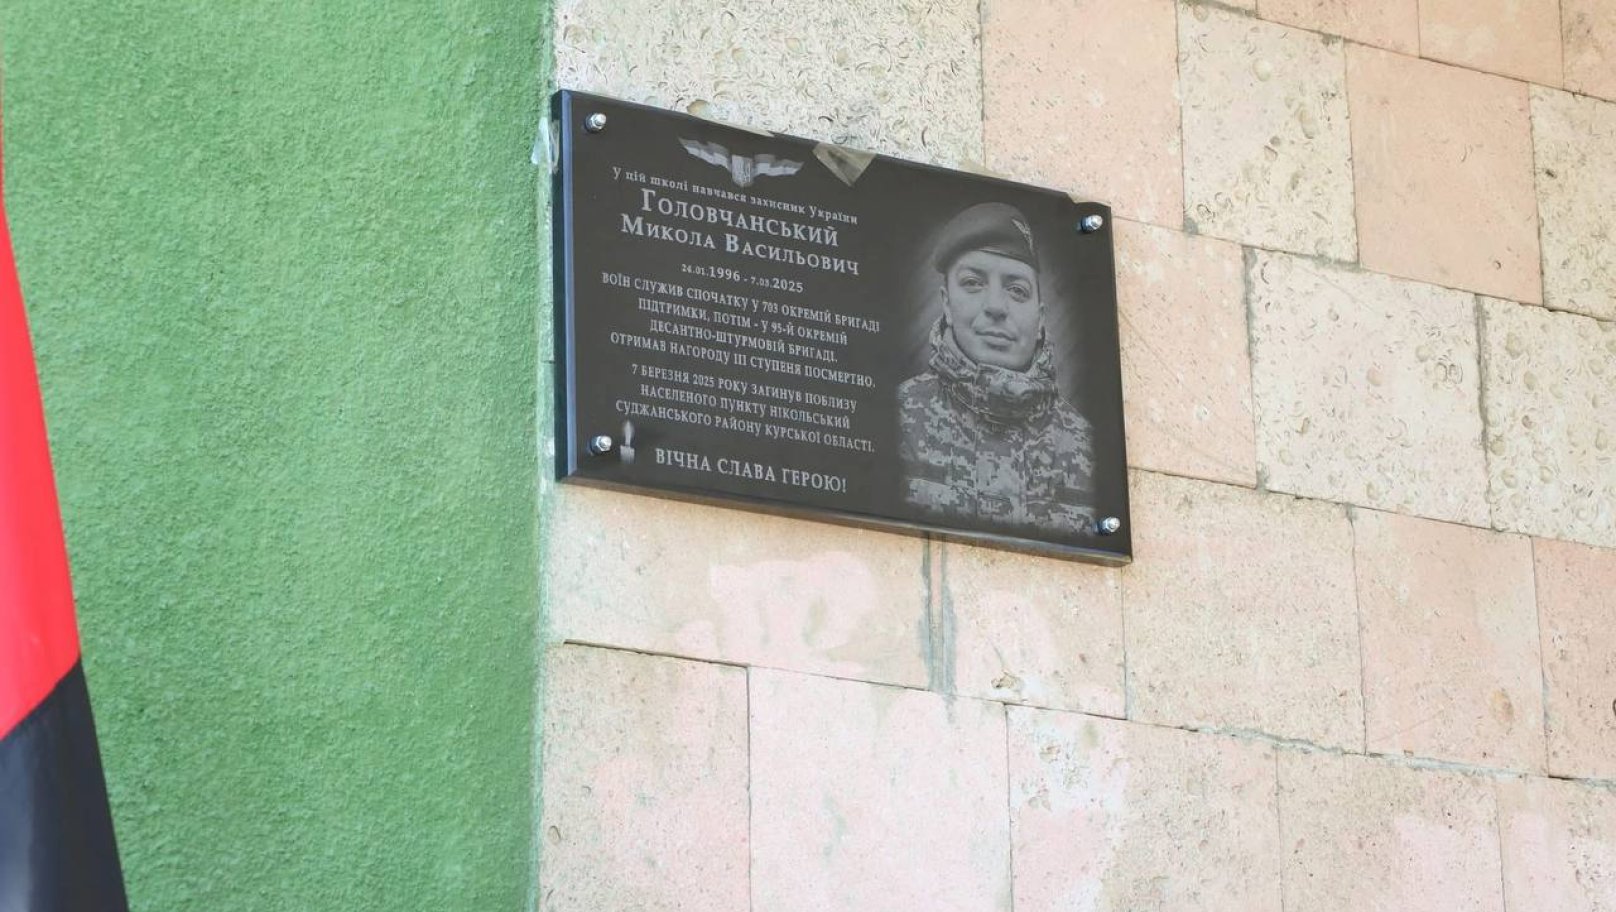 У цій школі навчався захисник України
Головчанський
Микола Васильович
24.01.1996 - 7.03.2025
ВОЇН СЛУЖИВ СПОЧАТКУ У 703 ОКРЕМІЙ БРИГАДІ
ПІДТРИМКИ, ПОТІМ - У 95-Й ОКРЕМІЙ
ДЕСАНТНО-ШТУРМОВІЙ БРИГАДІ.
ОТРИМАВ НАГОРОДУ ІІІ СТУПЕНЯ ПОСМЕРТНО.
7 БЕРЕЗНЯ 2025 РОКУ ЗАГИНУВ ПОБЛИЗУ
НАСЕЛЕНОГО ПУНКТУ НІКОЛЬСЬКИЙ
СУДЖАНСЬКОГО РАЙОНУ КУРСЬКОЇ ОБЛАСТІ.
ВІЧНА СЛАВА ГЕРОЮ!